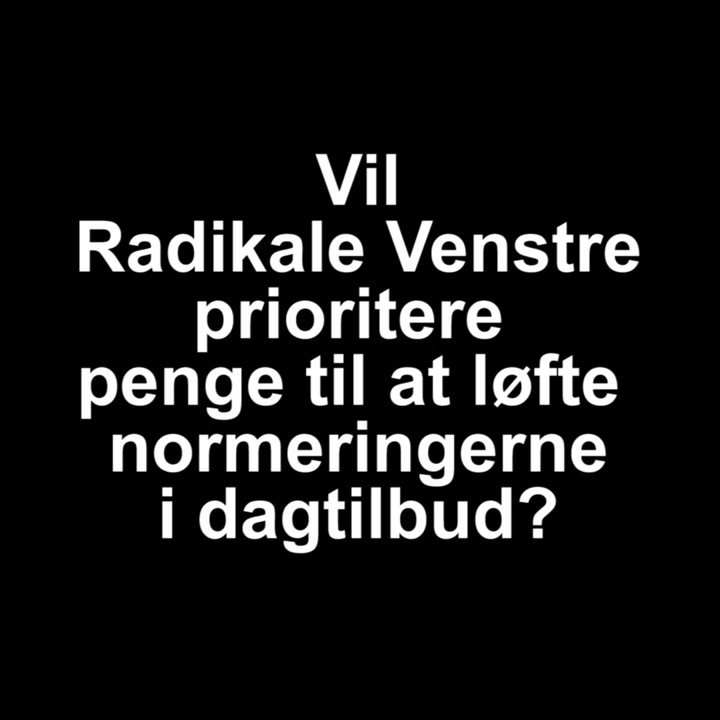 Vil
Radikale Venstre
prioritere
penge til at løfte
normeringerne
i dagtilbud?